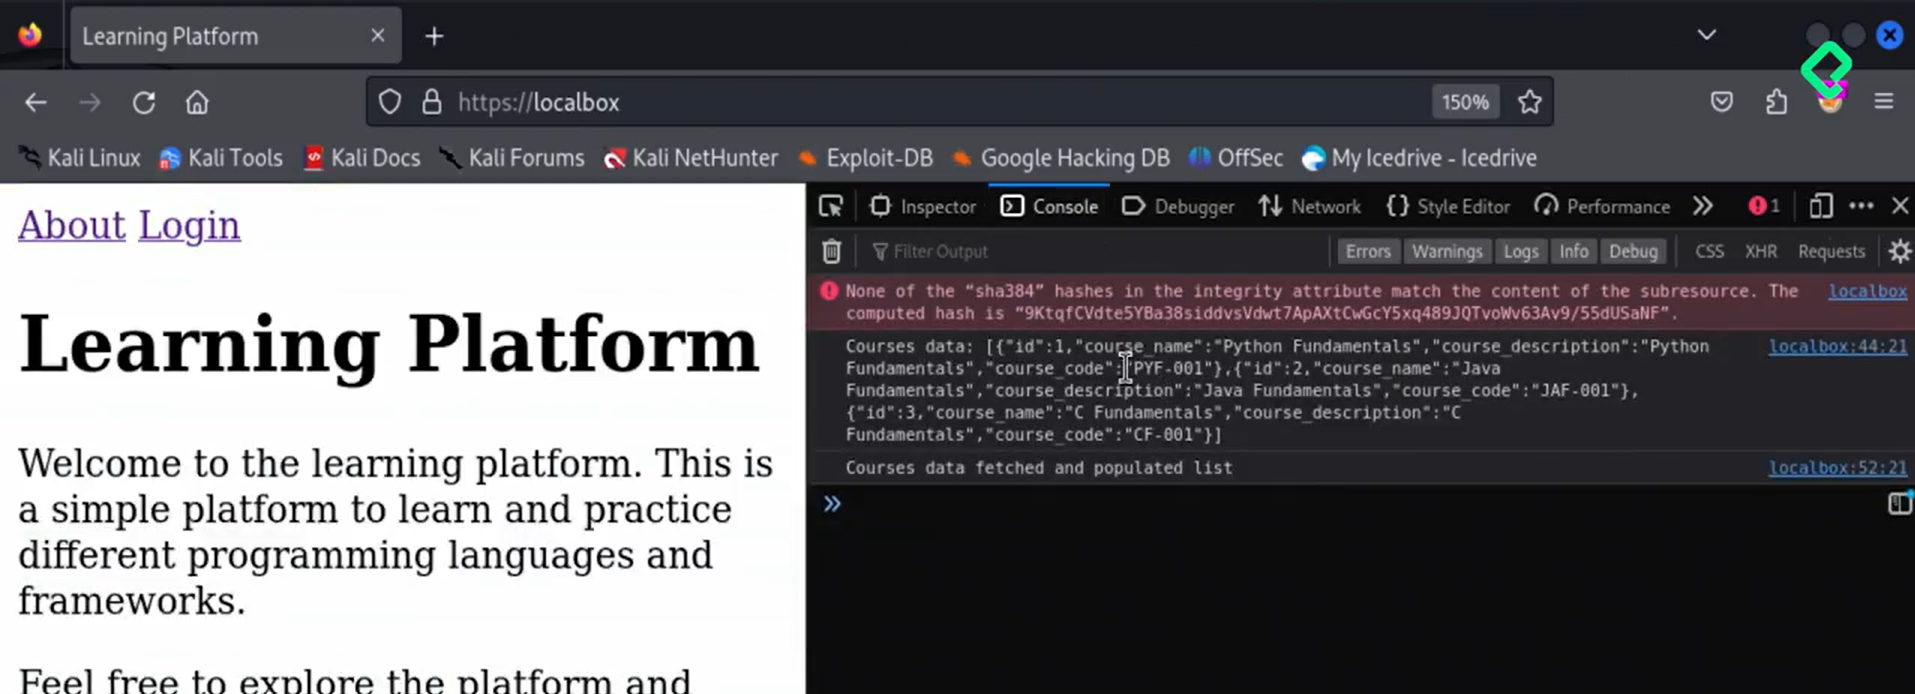 Learning Platform
https://localbox
150%
Kali Linux Kali Tools Kali Docs Kali Forums Kali NetHunter Exploit-DB Google Hacking DB OffSec My Icedrive - Icedrive
About Login
Learning Platform
Welcome to the learning platform. This is
a simple platform to learn and practice
different programming languages and
frameworks.
Feel free to explore the platform and
Inspector Console Debugger Network Style Editor Performance 1
Filter Output Errors Warnings Logs Info Debug CSS XHR Requests
None of the “sha384” hashes in the integrity attribute match the content of the subresource. The localbox
computed hash is “9KtqfCVdte5YBa38siddvsVdwt7ApAXtCwGcY5xq489JQTvoWv63Av9/55dUSaNF”.
Courses data: [{"id":1,"course_name":"Python Fundamentals","course_description":"Python localbox:44:21
Fundamentals","course_code":"PYF-001"},{"id":2,"course_name":"Java
Fundamentals","course_description":"Java Fundamentals","course_code":"JAF-001"},
{"id":3,"course_name":"C Fundamentals","course_description":"C
Fundamentals","course_code":"CF-001"}]
Courses data fetched and populated list localbox:52:21